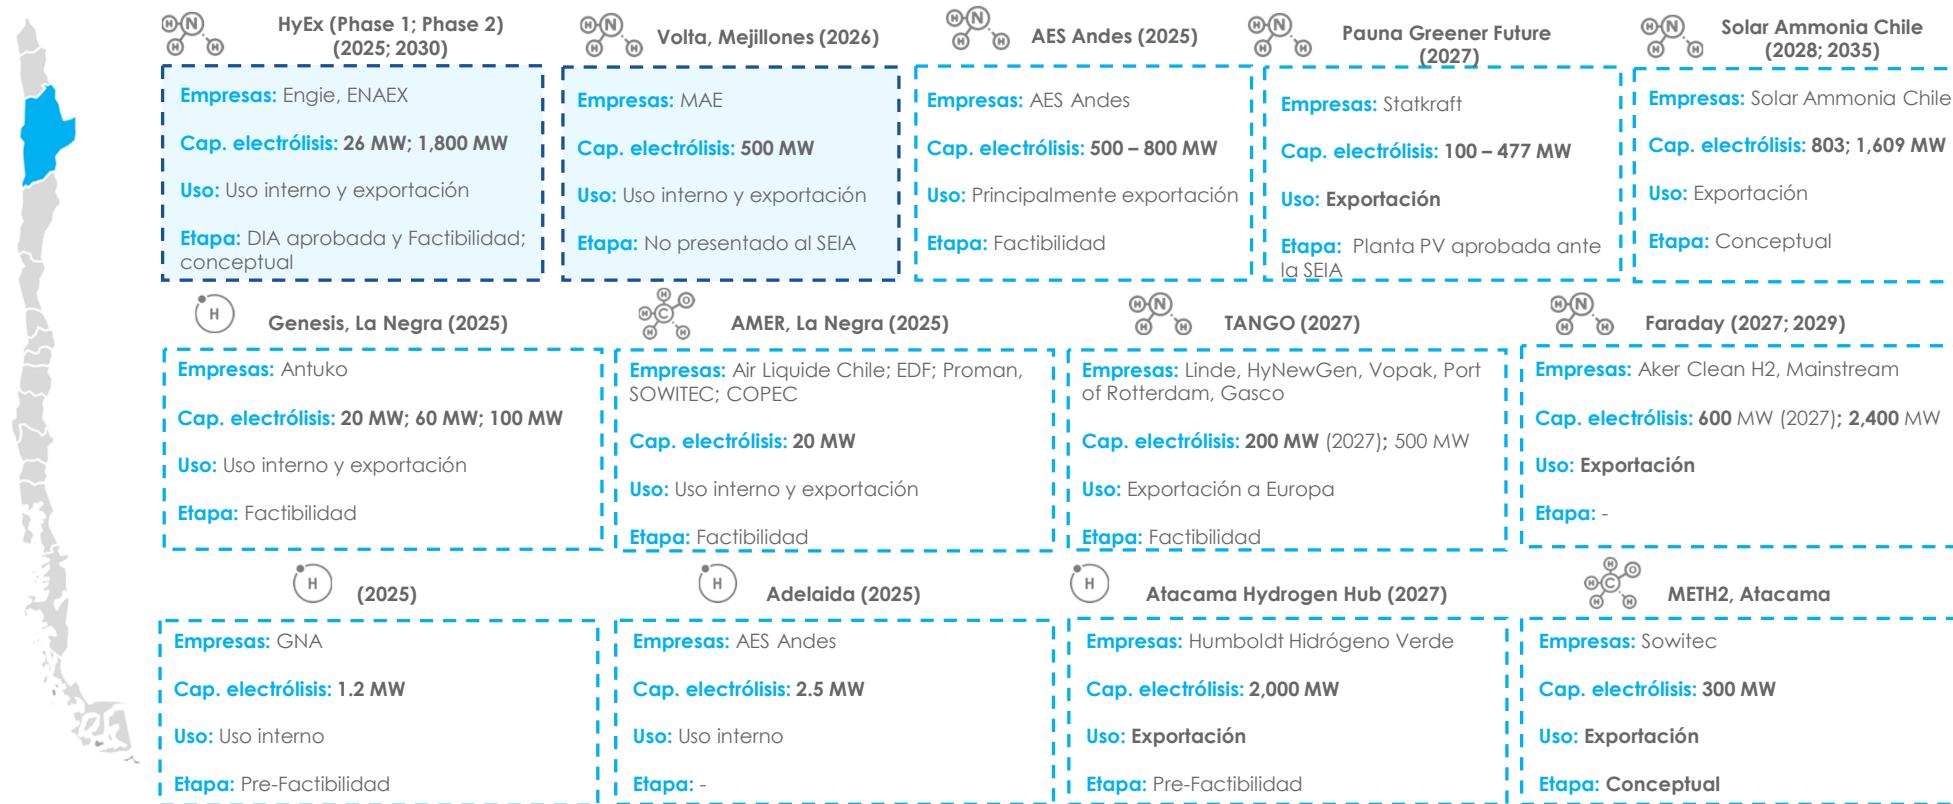 HyEx (Phase 1; Phase 2)
(2025; 2030)
Empresas: Engie, ENAEX
Cap. electrólisis: 26 MW; 1,800 MW
Uso: Uso interno y exportación
Etapa: DIA aprobada y Factibilidad;
conceptual
Volta, Mejillones (2026)
Empresas: MAE
Cap. electrólisis: 500 MW
Uso: Uso interno y exportación
Etapa: No presentado al SEIA
AES Andes (2025)
Empresas: AES Andes
Cap. electrólisis: 500 – 800 MW
Uso: Principalmente exportación
Etapa: Factibilidad
Pauna Greener Future
(2027)
Empresas: Statkraft
Cap. electrólisis: 100 – 477 MW
Uso: Exportación
Etapa: Planta PV aprobada ante
la SEIA
Solar Ammonia Chile
(2028; 2035)
Empresas: Solar Ammonia Chile
Cap. electrólisis: 803; 1,609 MW
Uso: Exportación
Etapa: Conceptual
Genesis, La Negra (2025)
Empresas: Antuko
Cap. electrólisis: 20 MW; 60 MW; 100 MW
Uso: Uso interno y exportación
Etapa: Factibilidad
AMER, La Negra (2025)
Empresas: Air Liquide Chile; EDF; Proman,
SOWITEC; COPEC
Cap. electrólisis: 20 MW
Uso: Uso interno y exportación
Etapa: Factibilidad
TANGO (2027)
Empresas: Linde, HyNewGen, Vopak, Port
of Rotterdam, Gasco
Cap. electrólisis: 200 MW (2027); 500 MW
Uso: Exportación a Europa
Etapa: Factibilidad
Faraday (2027; 2029)
Empresas: Aker Clean H2, Mainstream
Cap. electrólisis: 600 MW (2027); 2,400 MW
Uso: Exportación
Etapa: -
(2025)
Empresas: GNA
Cap. electrólisis: 1.2 MW
Uso: Uso interno
Etapa: Pre-Factibilidad
Adelaida (2025)
Empresas: AES Andes
Cap. electrólisis: 2.5 MW
Uso: Uso interno
Etapa: -
Atacama Hydrogen Hub (2027)
Empresas: Humboldt Hidrógeno Verde
Cap. electrólisis: 2,000 MW
Uso: Exportación
Etapa: Pre-Factibilidad
METH2, Atacama
Empresas: Sowitec
Cap. electrólisis: 300 MW
Uso: Exportación
Etapa: Conceptual